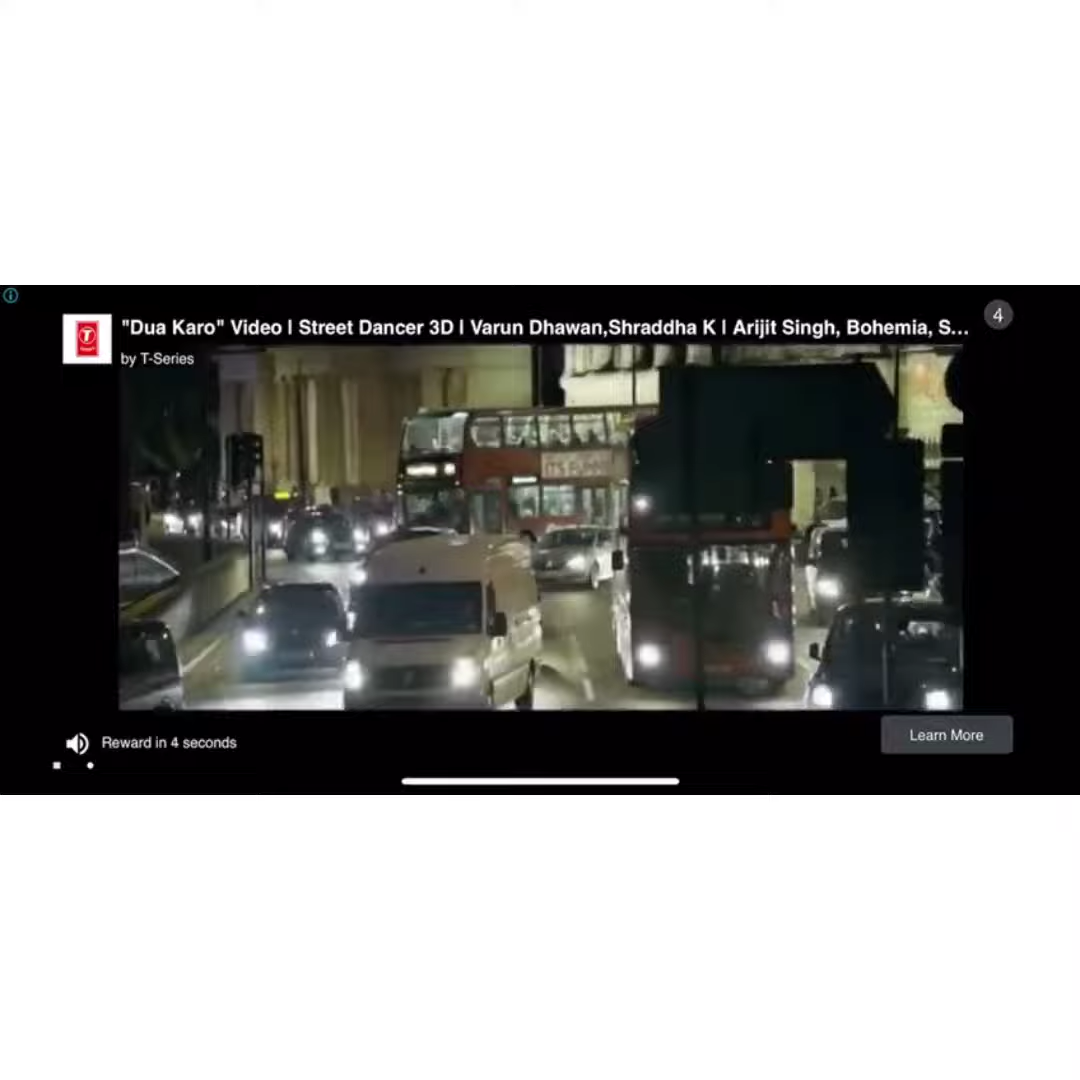 "Dua Karo" Video | Street Dancer 3D | Varun Dhawan,Shraddha K | Arijit Singh, Bohemia, S...
4
by T-Series
Reward in 4 seconds
Learn More